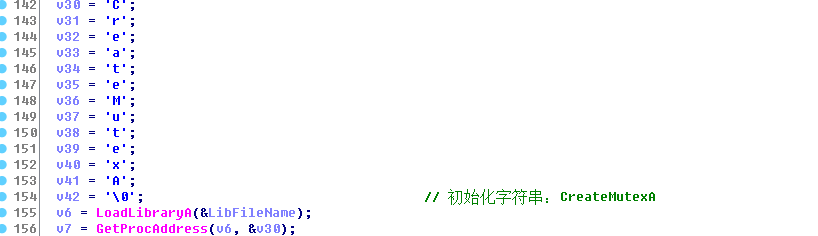 142 v30 = 'C';
143 v31 = 'r';
144 v32 = 'e';
145 v33 = 'a';
146 v34 = 't';
147 v35 = 'e';
148 v36 = 'M';
149 v37 = 'u';
150 v38 = 't';
151 v39 = 'e';
152 v40 = 'x';
153 v41 = 'A';
154 v42 = '\0'; // 初始化字符串：CreateMutexA
155 v6 = LoadLibraryA(&LibFileName);
156 v7 = GetProcAddress(v6, &v30);